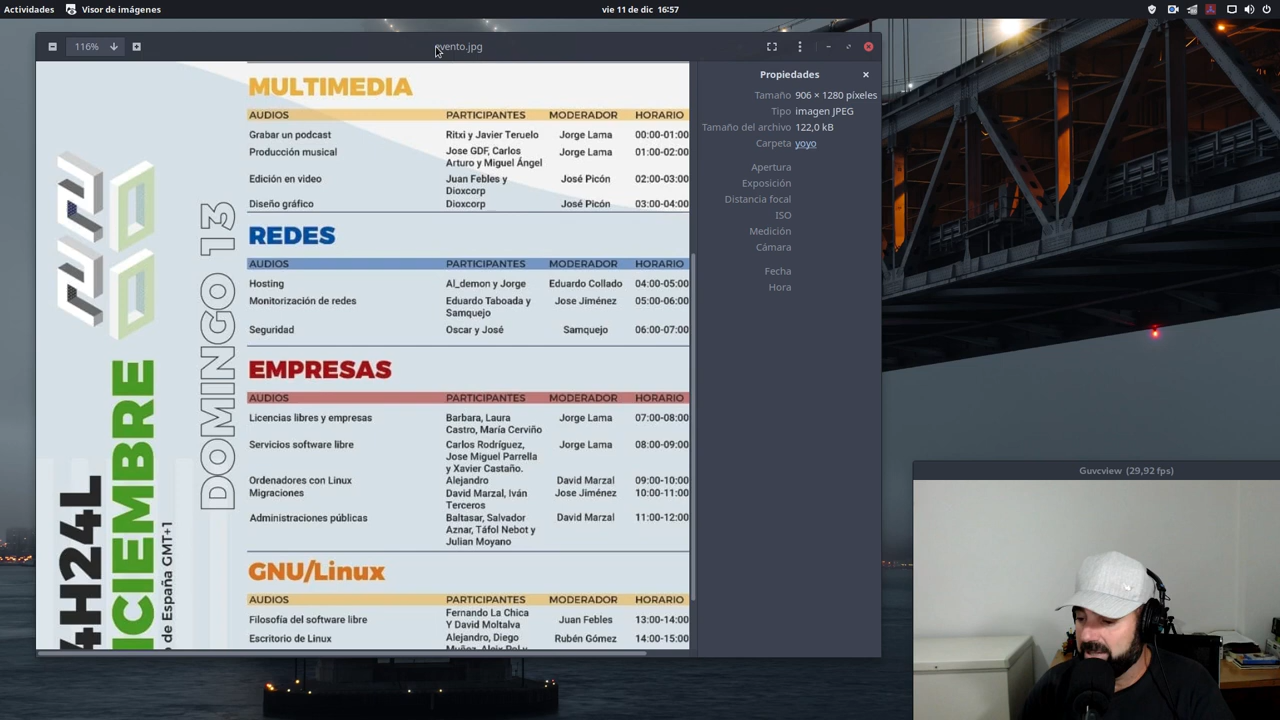 Actividades Visor de imágenes vie 11 de dic 16:57
116% evento.jpg
Propiedades
Tamaño 906 × 1280 píxeles
Tipo imagen JPEG
Tamaño del archivo 122,0 kB
Carpeta yoyo
Apertura
Exposición
Distancia focal
ISO
Medición
Cámara
Fecha
Hora
MULTIMEDIA
AUDIOS PARTICIPANTES MODERADOR HORARIO
Grabar un podcast Ritxi y Javier Teruelo Jorge Lama 00:00-01:00
Producción musical Jose GDF, Carlos Jorge Lama 01:00-02:00
Arturo y Miguel Ángel
Edición en video Juan Febles y José Picón 02:00-03:00
Dioxcorp
Diseño gráfico Dioxcorp José Picón 03:00-04:00
REDES
AUDIOS PARTICIPANTES MODERADOR HORARIO
Hosting Al_demon y Jorge Eduardo Collado 04:00-05:00
Monitorización de redes Eduardo Taboada y Jose Jiménez 05:00-06:00
Samquejo
Seguridad Oscar y José Samquejo 06:00-07:00
EMPRESAS
AUDIOS PARTICIPANTES MODERADOR HORARIO
Licencias libres y empresas Barbara, Laura Jorge Lama 07:00-08:00
Castro, María Cerviño
Servicios software libre Carlos Rodríguez, Jorge Lama 08:00-09:00
Jose Miguel Parrella
y Xavier Castaño.
Ordenadores con Linux Alejandro David Marzal 09:00-10:00
Migraciones David Marzal, Iván Jose Jiménez 10:00-11:00
Terceros
Administraciones públicas Baltasar, Salvador David Marzal 11:00-12:00
Aznar, Táfol Nebot y
Julian Moyano
GNU/Linux
AUDIOS PARTICIPANTES MODERADOR HORARIO
Filosofía del software libre Fernando La Chica Juan Febles 13:00-14:00
Y David Moltalva
Escritorio de Linux Alejandro, Diego Rubén Gómez 14:00-15:00
Muñoz, Aleix Pol y
DOMINGO 13
4H24L
CIEMBRE
de España GMT+1
Guvcview (29,92 fps)